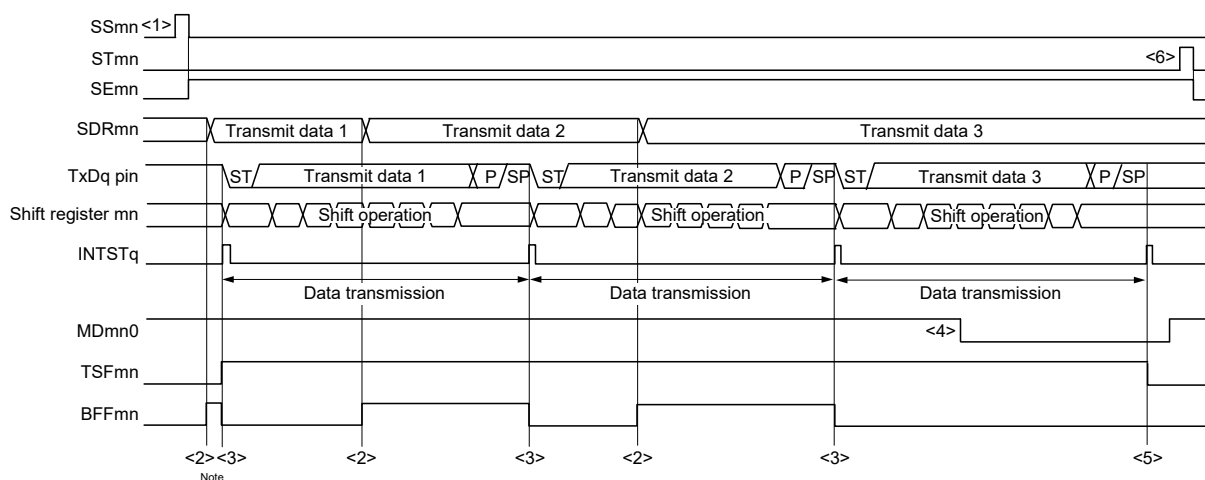 SSmn <1>
STmn <6>
SEmn
SDRmn Transmit data 1 Transmit data 2 Transmit data 3
TxDq pin ST Transmit data 1 P SP ST Transmit data 2 P SP ST Transmit data 3 P SP
Shift register mn Shift operation Shift operation Shift operation
INTSTq
Data transmission Data transmission Data transmission
MDmn0 <4>
TSFmn
BFFmn
<2> <3> <2> <3> <2> <3> <5>
Note